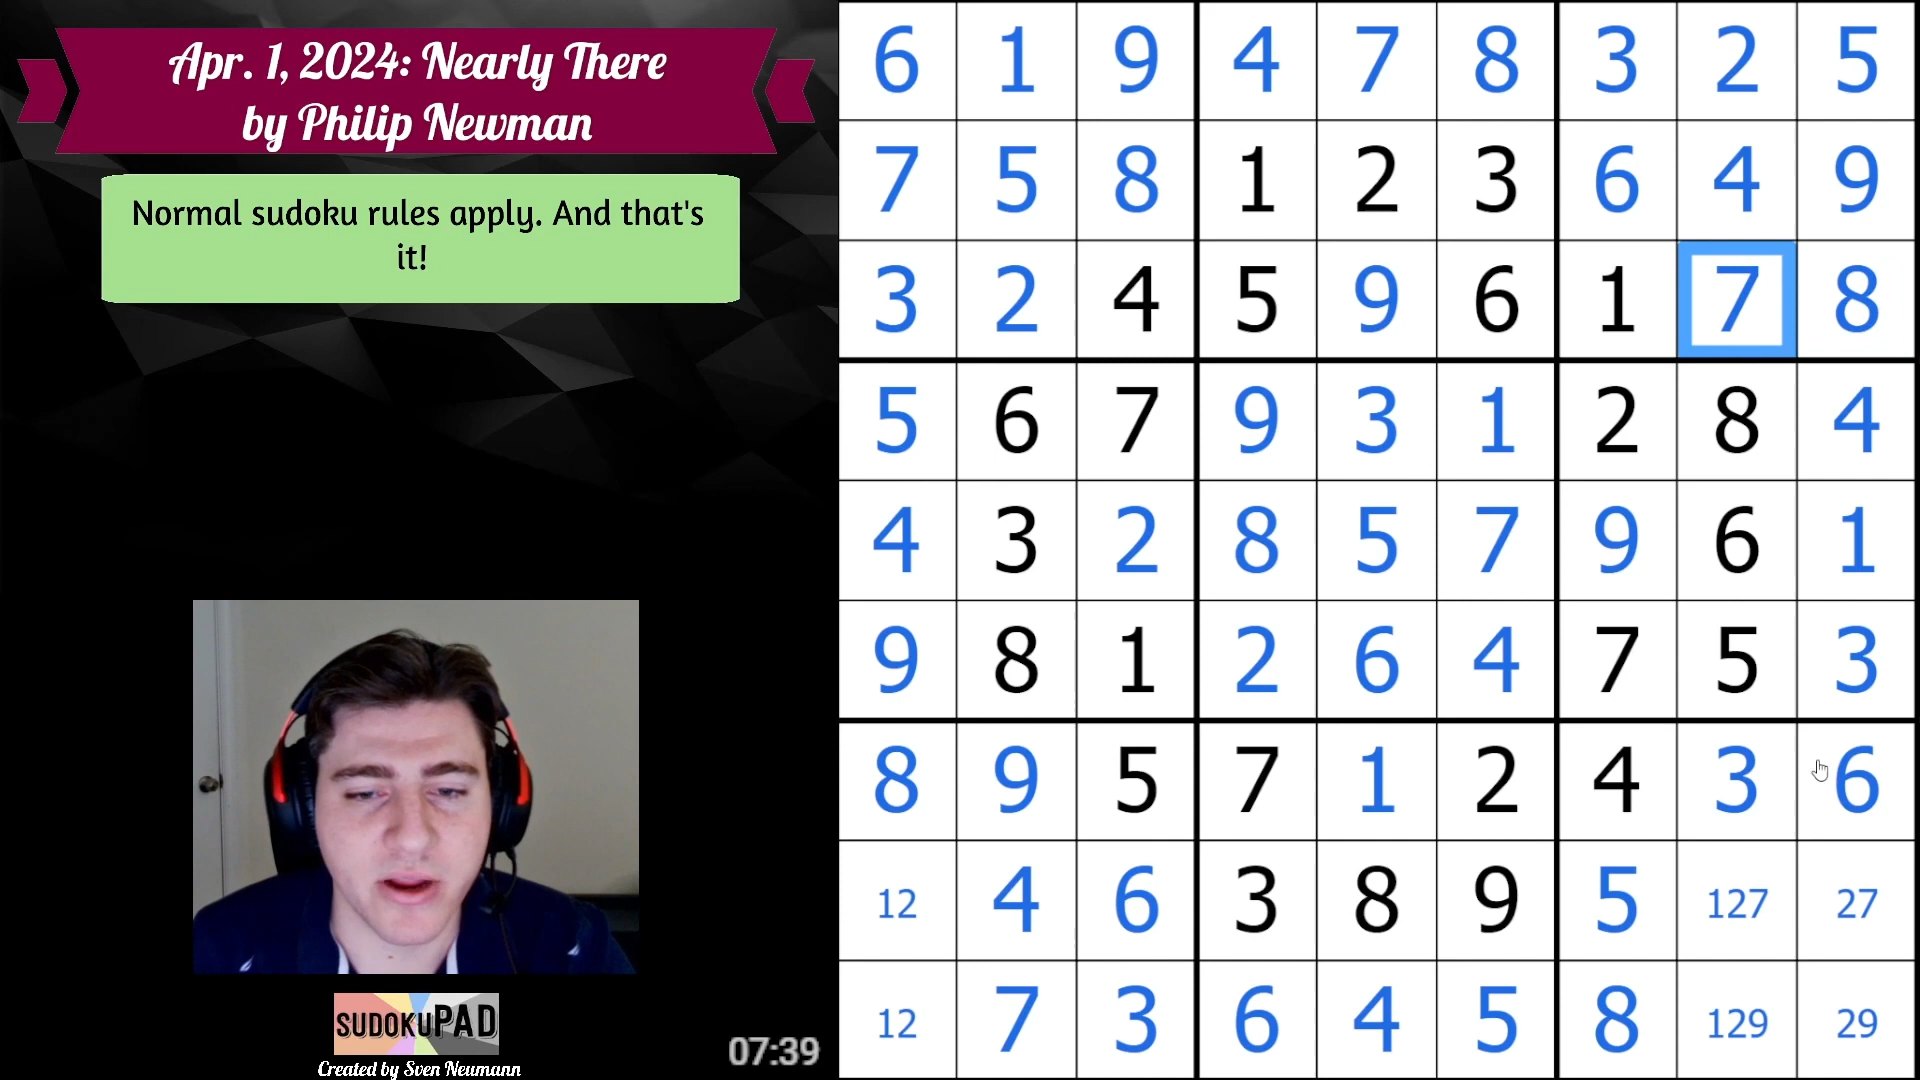 Apr. 1, 2024: Nearly There
by Philip Newman
Normal sudoku rules apply. And that's
it!
6 1 9 4 7 8 3 2 5
7 5 8 1 2 3 6 4 9
3 2 4 5 9 6 1 7 8
5 6 7 9 3 1 2 8 4
4 3 2 8 5 7 9 6 1
9 8 1 2 6 4 7 5 3
8 9 5 7 1 2 4 3 6
12 4 6 3 8 9 5 127 27
12 7 3 6 4 5 8 129 29
SUDOKUPAD
Created by Sven Neumann
07:39